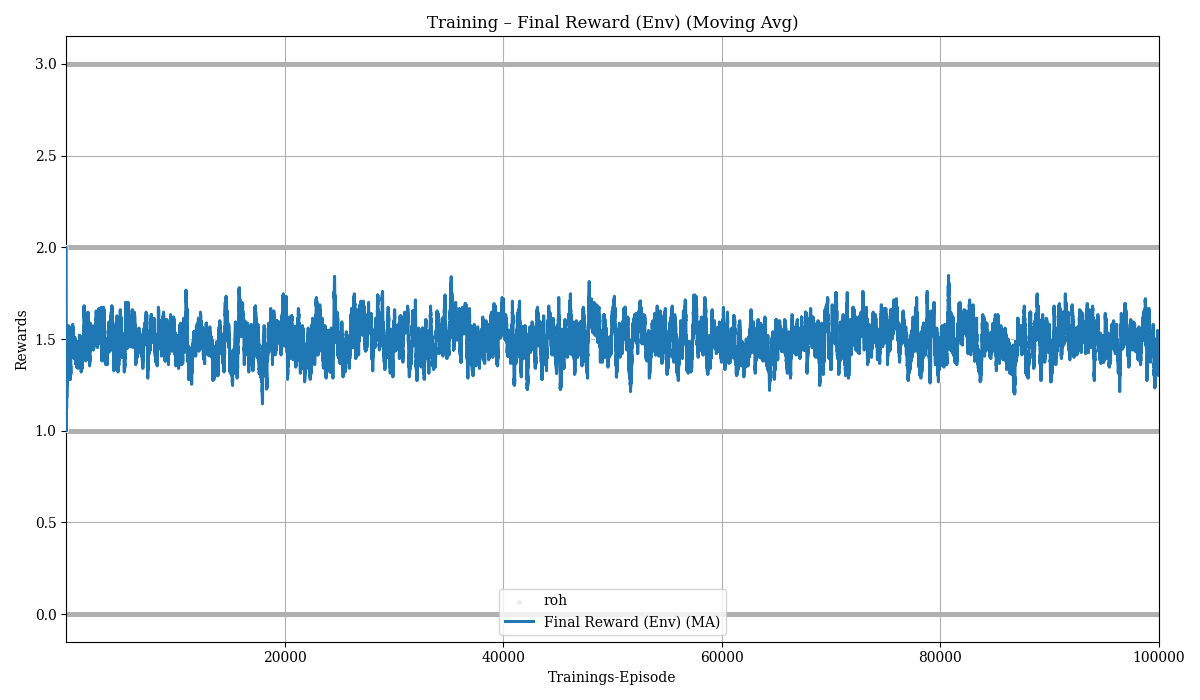 Training – Final Reward (Env) (Moving Avg)
3.0
2.5
2.0
1.5
1.0
0.5
0.0
Rewards
roh
Final Reward (Env) (MA)
20000 40000 60000 80000 100000
Trainings-Episode